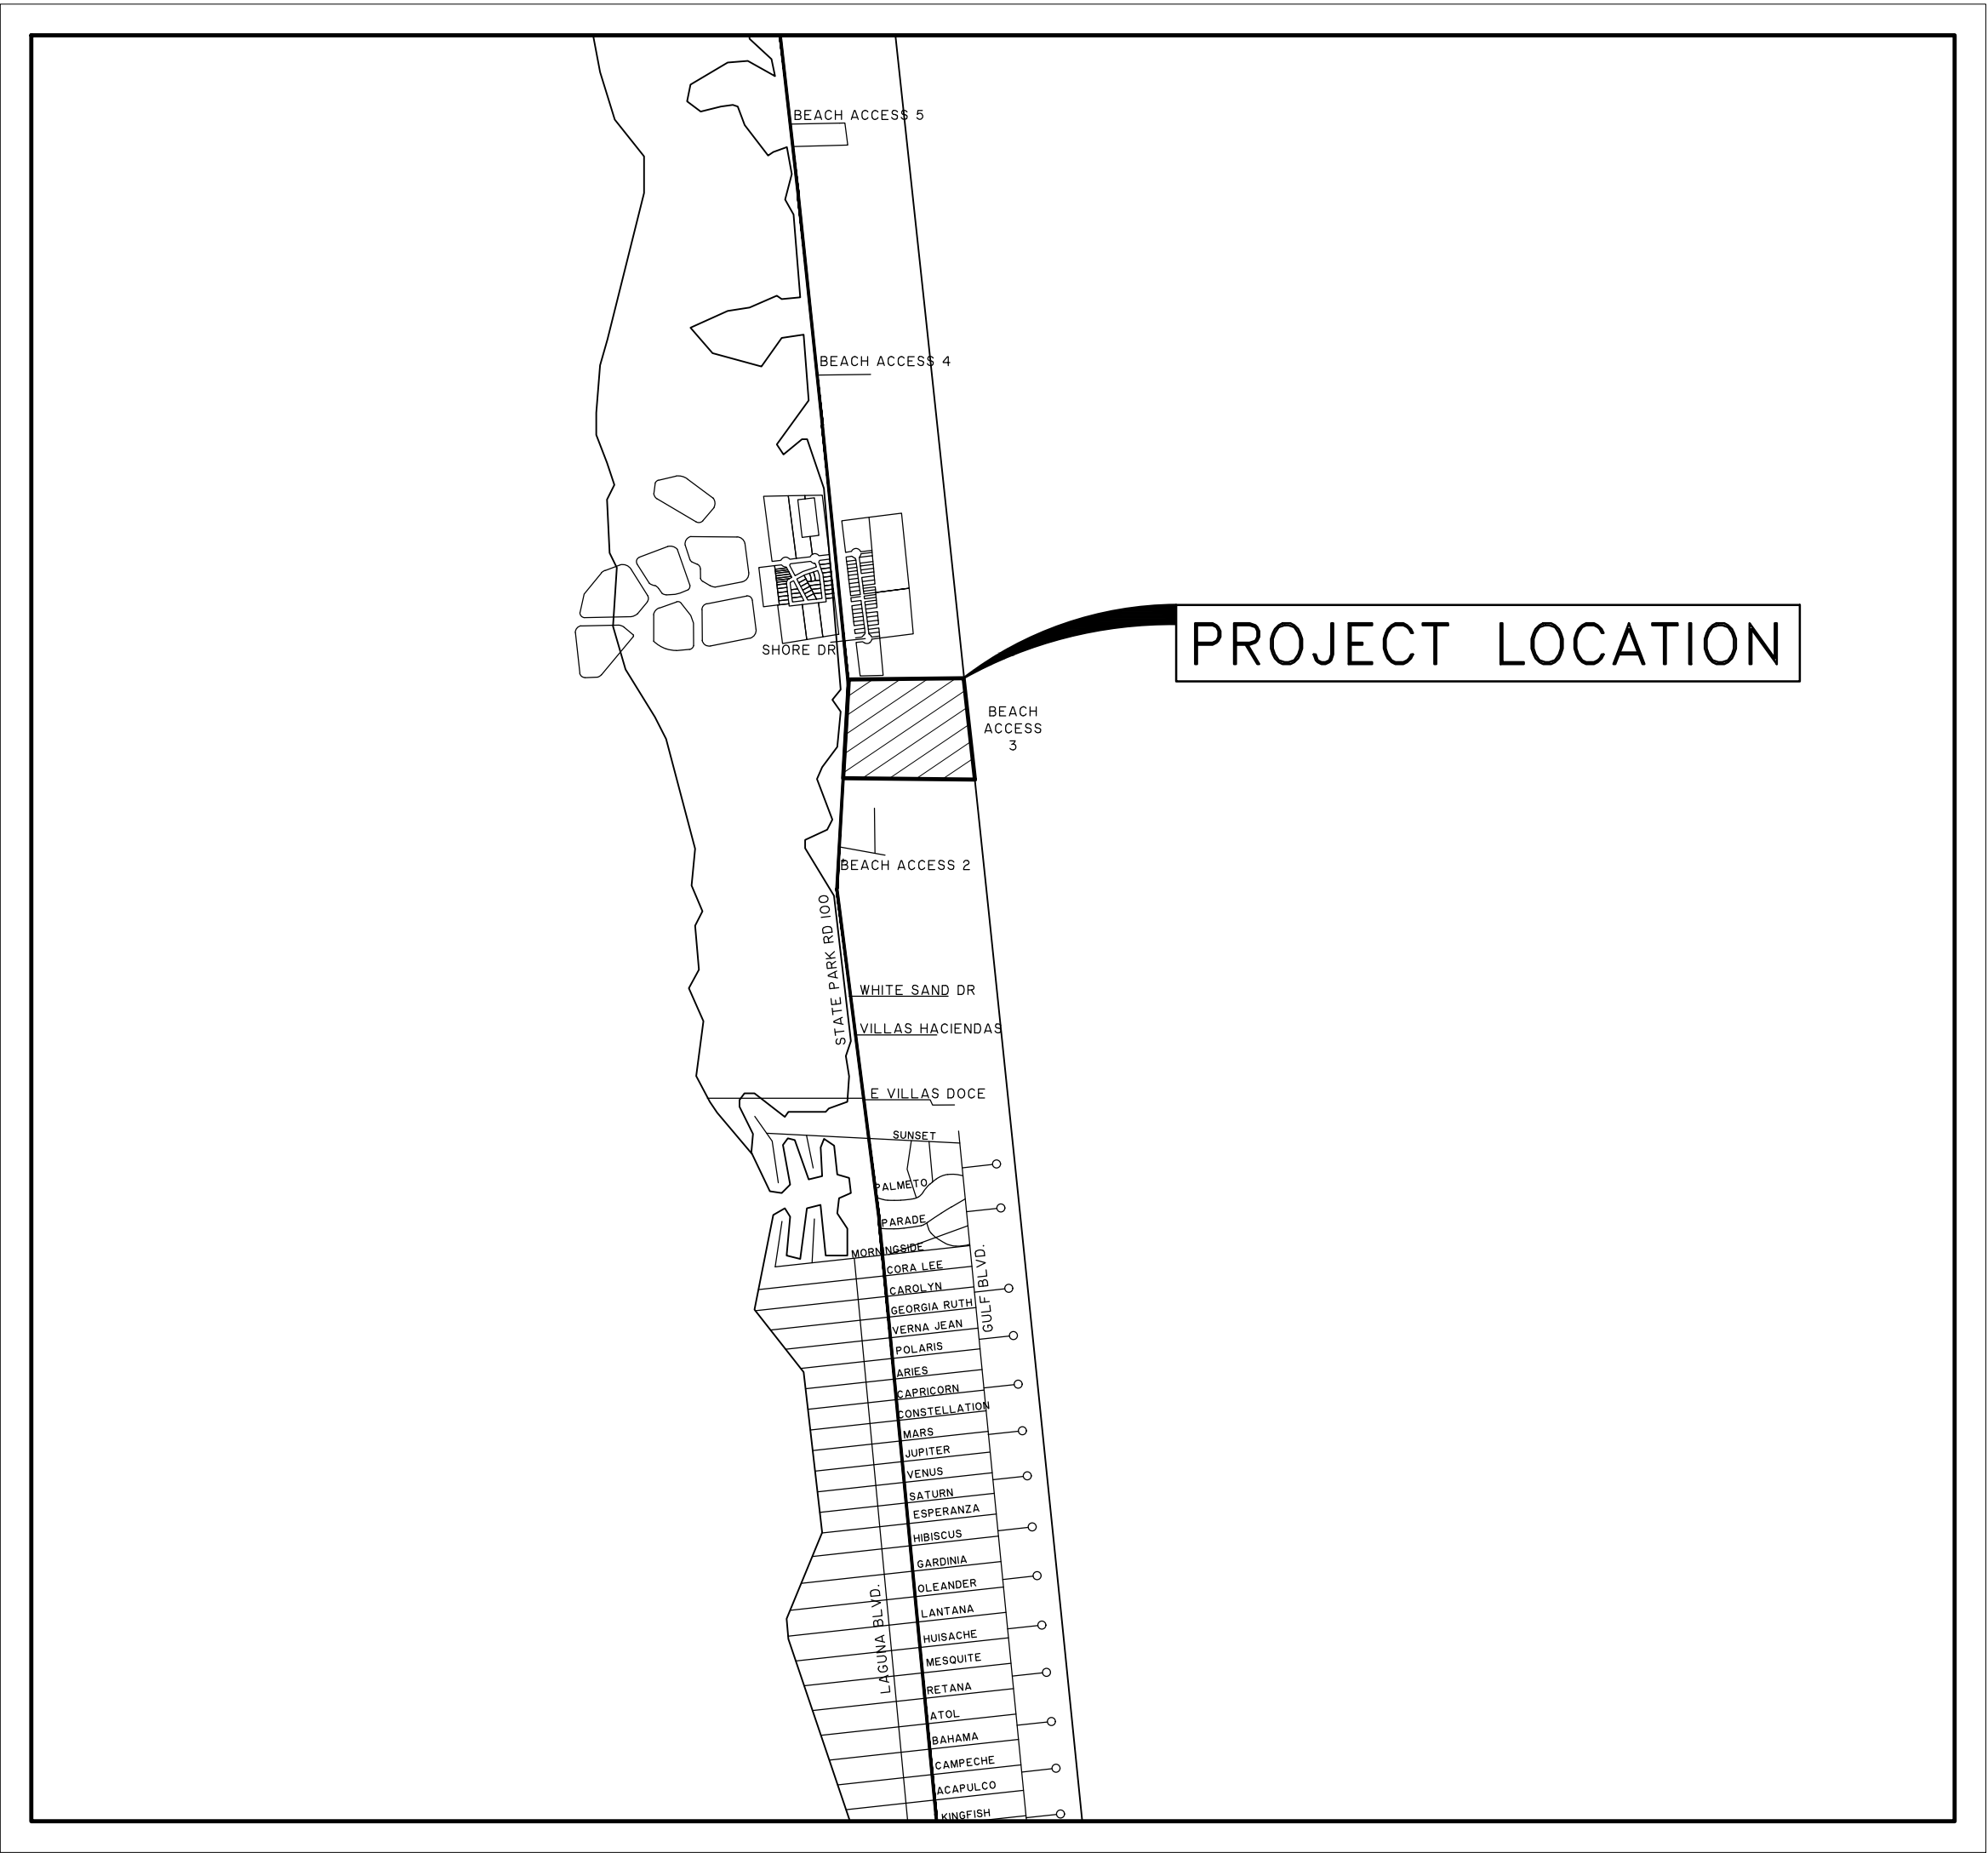 BEACH ACCESS 5
BEACH ACCESS 4
PROJECT LOCATION
SHORE DR
BEACH
ACCESS
3
BEACH ACCESS 2
STATE PARK RD 100
WHITE SAND DR
VILLAS HACIENDAS
E VILLAS DOCE
SUNSET
PALMETO
PARADE
MORNINGSIDE
GULF BLVD.
CORA LEE
CAROLYN
GEORGIA RUTH
VERNA JEAN
POLARIS
ARIES
CAPRICORN
CONSTELLATION
MARS
JUPITER
VENUS
SATURN
ESPERANZA
HIBISCUS
GARDINIA
OLEANDER
LAGUNA BLVD.
LANTANA
HUISACHE
MESQUITE
RETANA
ATOL
BAHAMA
CAMPECHE
ACAPULCO
KINGFISH